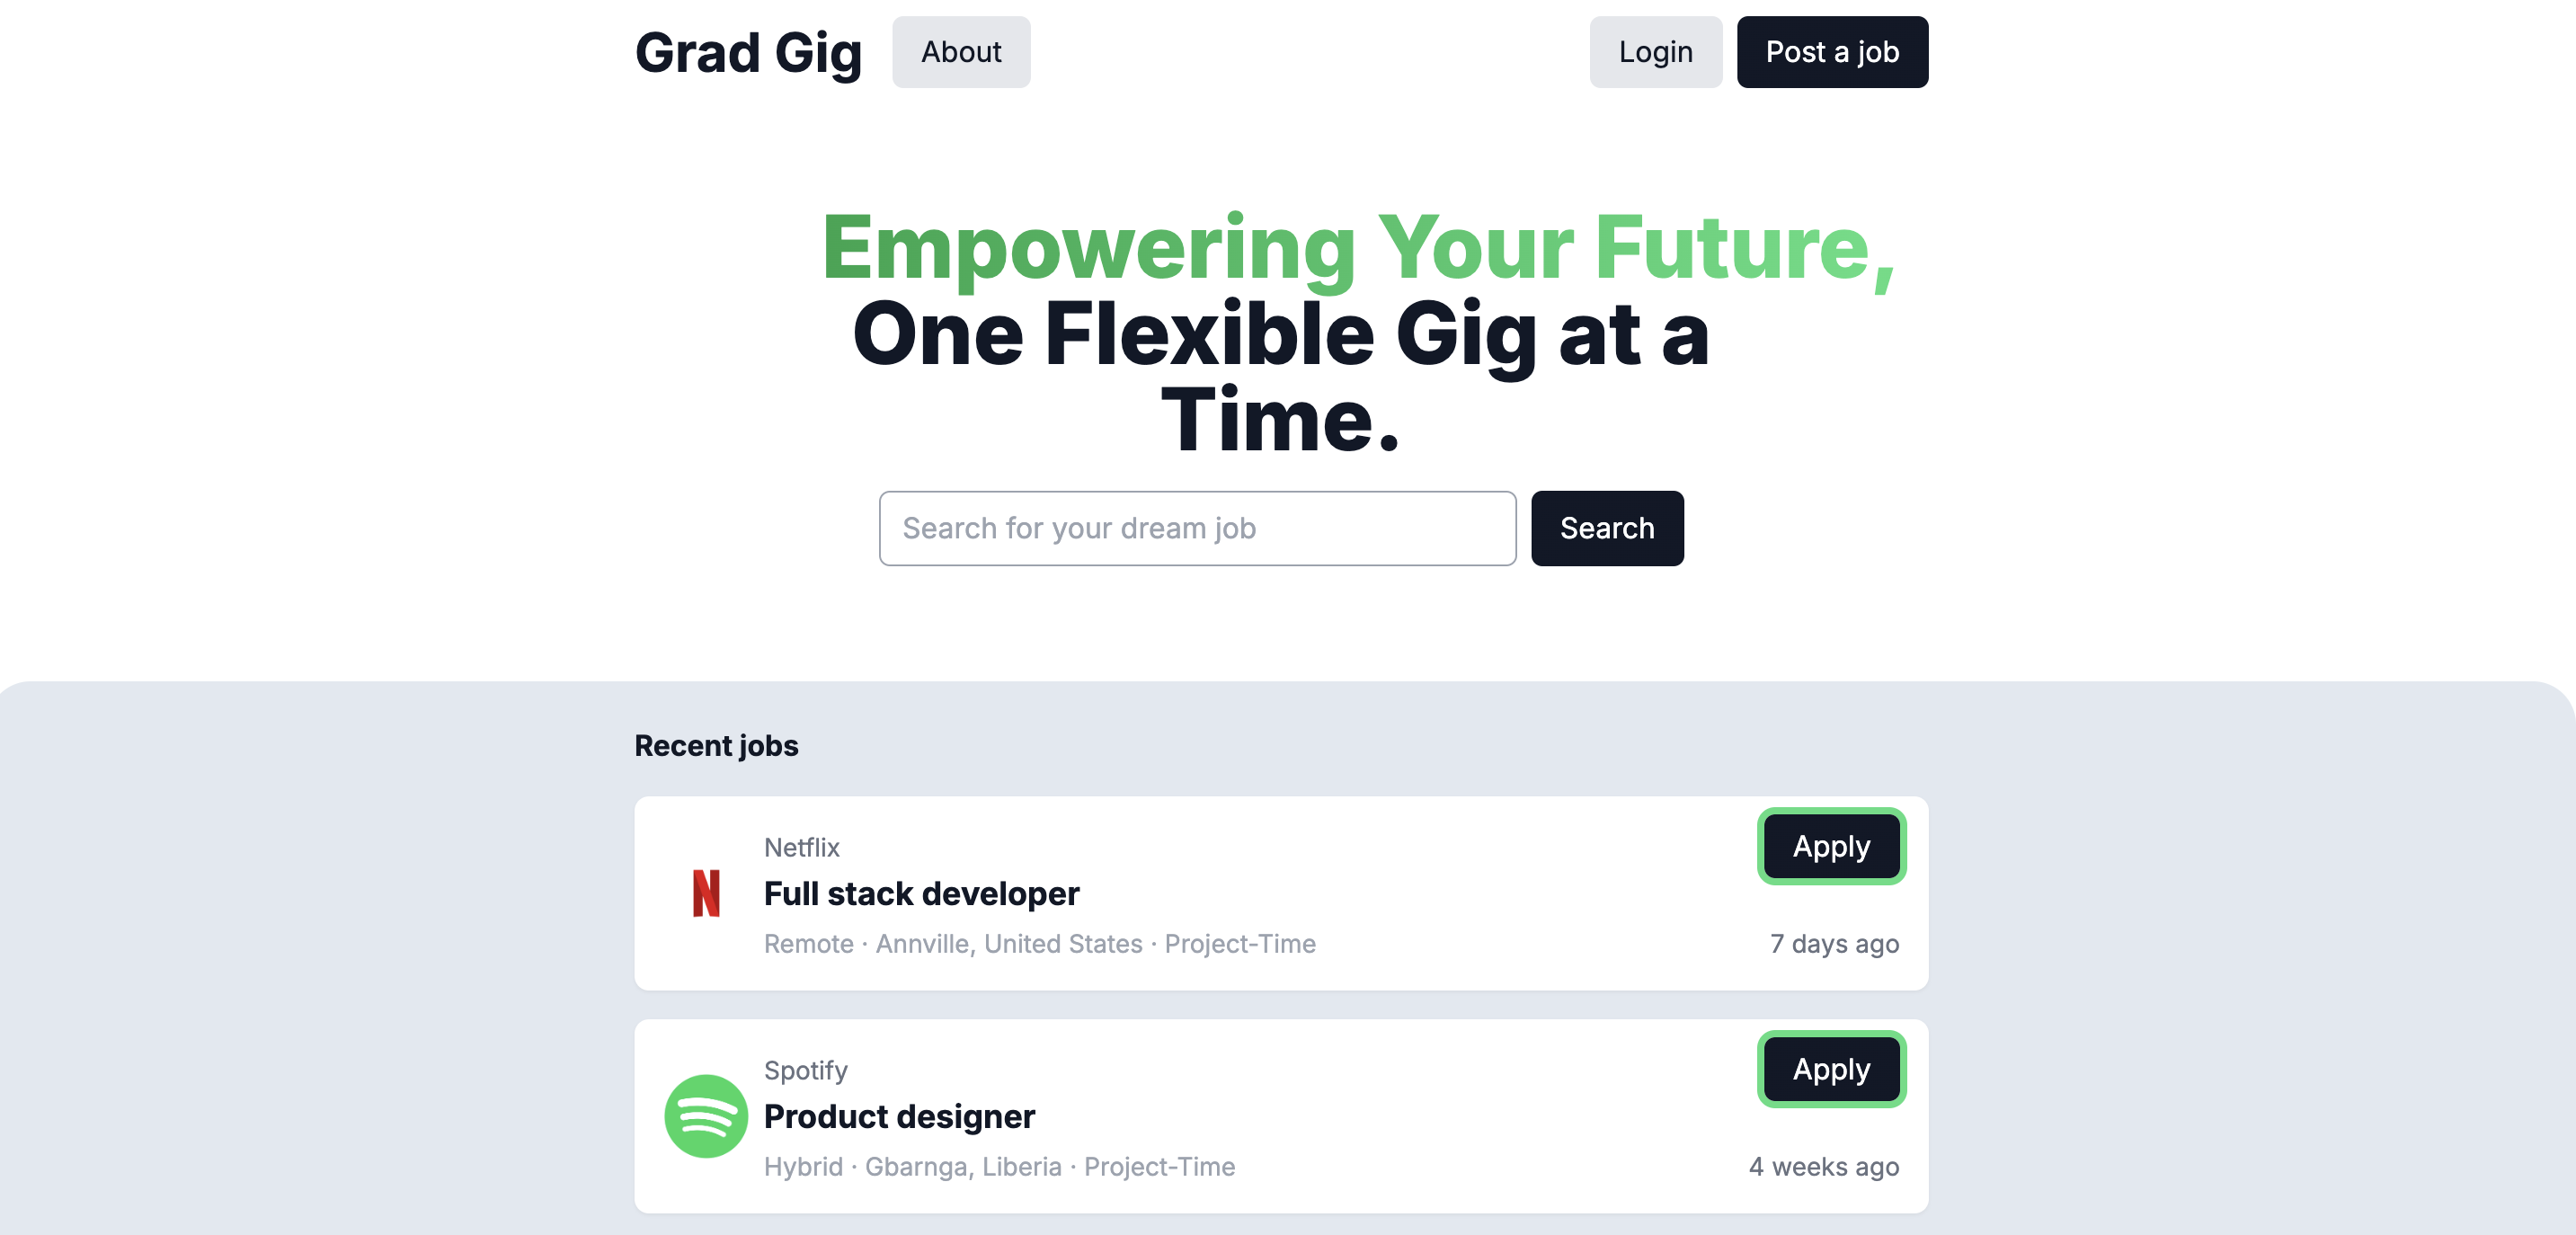 Grad Gig
About
Login
Post a job
Empowering Your Future,
One Flexible Gig at a
Time.
Search for your dream job
Search
Recent jobs
Netflix
Apply
Full stack developer
Remote · Annville, United States · Project-Time
7 days ago
Spotify
Apply
Product designer
Hybrid · Gbarnga, Liberia · Project-Time
4 weeks ago